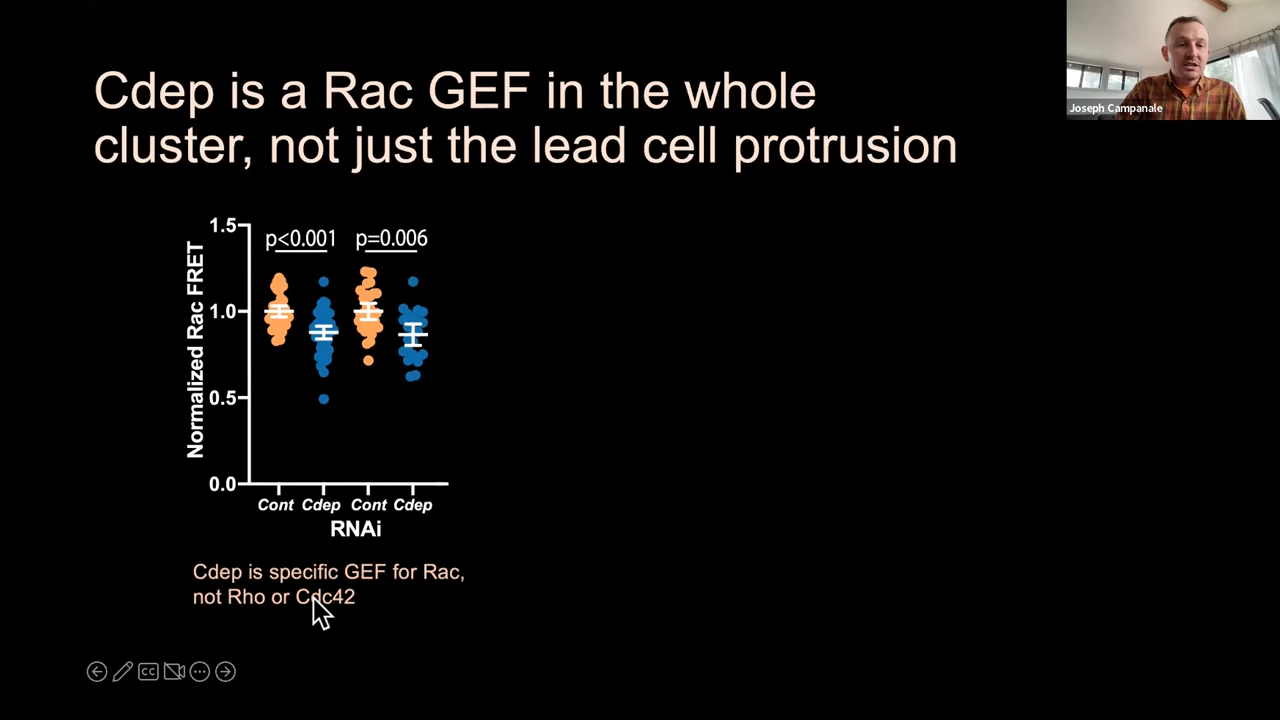 Cdep is a Rac GEF in the whole
cluster, not just the lead cell protrusion
Joseph Campanale
Normalized Rac FRET
1.5
1.0
0.5
0.0
p<0.001 p=0.006
Cont Cdep Cont Cdep
RNAi
Cdep is specific GEF for Rac,
not Rho or Cdc42
CC